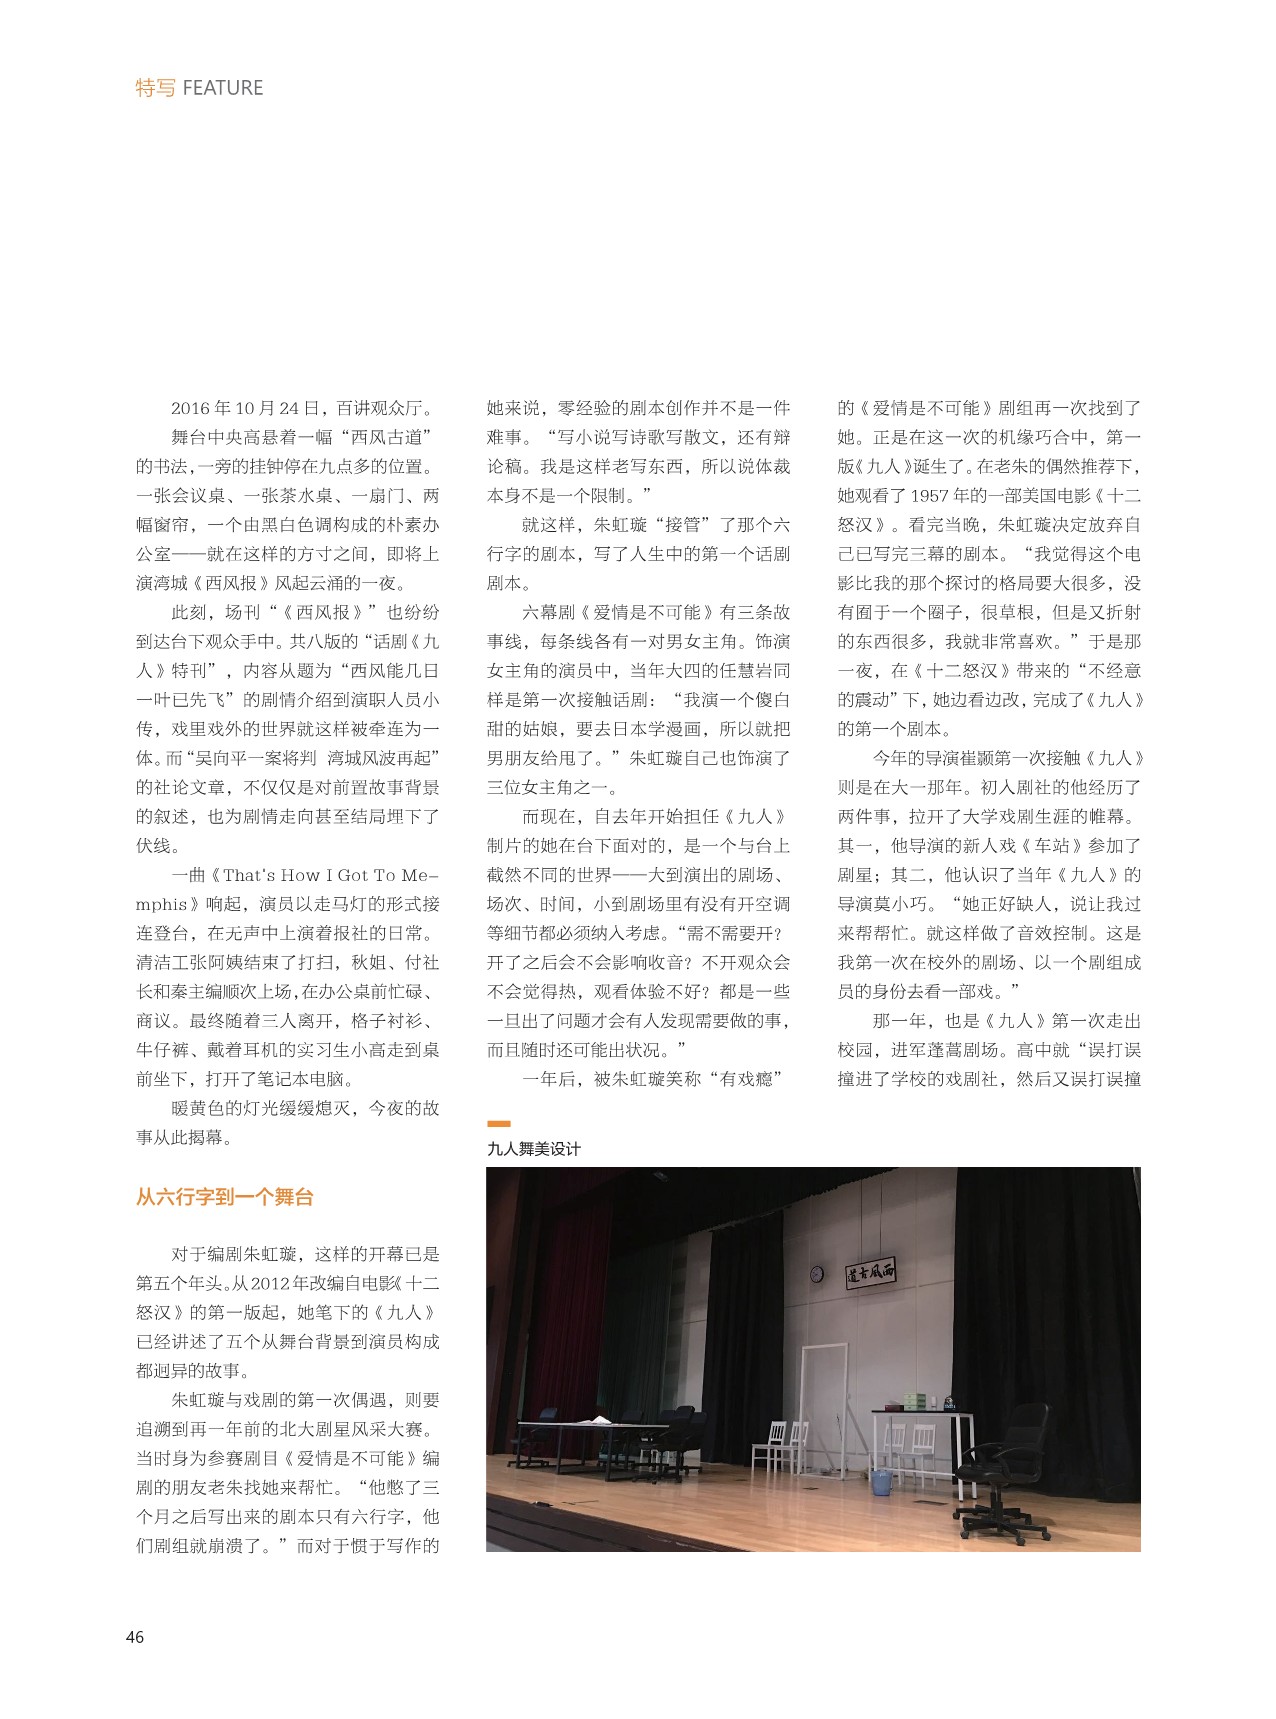 特写 FEATURE
2016 年 10 月 24 日，百讲观众厅。
舞台中央高悬着一幅“西风古道”
的书法，一旁的挂钟停在九点多的位置。
一张会议桌、一张茶水桌、一扇门、两
幅窗帘，一个由黑白色调构成的朴素办
公室——就在这样的方寸之间，即将上
演湾城《西风报》风起云涌的一夜。
此刻，场刊“《西风报》”也纷纷
到达台下观众手中。共八版的“话剧《九
人》特刊”，内容从题为“西风能几日
一叶已先飞”的剧情介绍到演职人员小
传，戏里戏外的世界就这样被牵连为一
体。而“吴向平一案将判 湾城风波再起”
的社论文章，不仅仅是对前置故事背景
的叙述，也为剧情走向甚至结局埋下了
伏线。
一曲《That's How I Got To Me-
mphis》响起，演员以走马灯的形式接
连登台，在无声中上演着报社的日常。
清洁工张阿姨结束了打扫，秋姐、付社
长和秦主编顺次上场，在办公桌前忙碌、
商议。最终随着三人离开，格子衬衫、
牛仔裤、戴着耳机的实习生小高走到桌
前坐下，打开了笔记本电脑。
暖黄色的灯光缓缓熄灭，今夜的故
事从此揭幕。
从六行字到一个舞台
对于编剧朱虹璇，这样的开幕已是
第五个年头。从2012年改编自电影《十二
怒汉》的第一版起，她笔下的《九人》
已经讲述了五个从舞台背景到演员构成
都迥异的故事。
朱虹璇与戏剧的第一次偶遇，则要
追溯到再一年前的北大剧星风采大赛。
当时身为参赛剧目《爱情是不可能》编
剧的朋友老朱找她来帮忙。“他憋了三
个月之后写出来的剧本只有六行字，他
们剧组就崩溃了。”而对于惯于写作的
她来说，零经验的剧本创作并不是一件
难事。“写小说写诗歌写散文，还有辩
论稿。我是这样老写东西，所以说体裁
本身不是一个限制。”
就这样，朱虹璇“接管”了那个六
行字的剧本，写了人生中的第一个话剧
剧本。
六幕剧《爱情是不可能》有三条故
事线，每条线各有一对男女主角。饰演
女主角的演员中，当年大四的任慧岩同
样是第一次接触话剧：“我演一个傻白
甜的姑娘，要去日本学漫画，所以就把
男朋友给甩了。”朱虹璇自己也饰演了
三位女主角之一。
而现在，自去年开始担任《九人》
制片的她在台下面对的，是一个与台上
截然不同的世界——大到演出的剧场、
场次、时间，小到剧场里有没有开空调
等细节都必须纳入考虑。“需不需要开？
开了之后会不会影响收音？不开观众会
不会觉得热，观看体验不好？都是一些
一旦出了问题才会有人发现需要做的事，
而且随时还可能出状况。”
一年后，被朱虹璇笑称“有戏瘾”
的《爱情是不可能》剧组再一次找到了
她。正是在这一次的机缘巧合中，第一
版《九人》诞生了。在老朱的偶然推荐下，
她观看了 1957 年的一部美国电影《十二
怒汉》。看完当晚，朱虹璇决定放弃自
己已写完三幕的剧本。“我觉得这个电
影比我的那个探讨的格局要大很多，没
有囿于一个圈子，很草根，但是又折射
的东西很多，我就非常喜欢。”于是那
一夜，在《十二怒汉》带来的“不经意
的震动”下，她边看边改，完成了《九人》
的第一个剧本。
今年的导演崔颢第一次接触《九人》
则是在大一那年。初入剧社的他经历了
两件事，拉开了大学戏剧生涯的帷幕。
其一，他导演的新人戏《车站》参加了
剧星；其二，他认识了当年《九人》的
导演莫小巧。“她正好缺人，说让我过
来帮帮忙。就这样做了音效控制。这是
我第一次在校外的剧场、以一个剧组成
员的身份去看一部戏。”
那一年，也是《九人》第一次走出
校园，进军蓬蒿剧场。高中就“误打误
撞进了学校的戏剧社，然后又误打误撞
九人舞美设计
道古風西
46